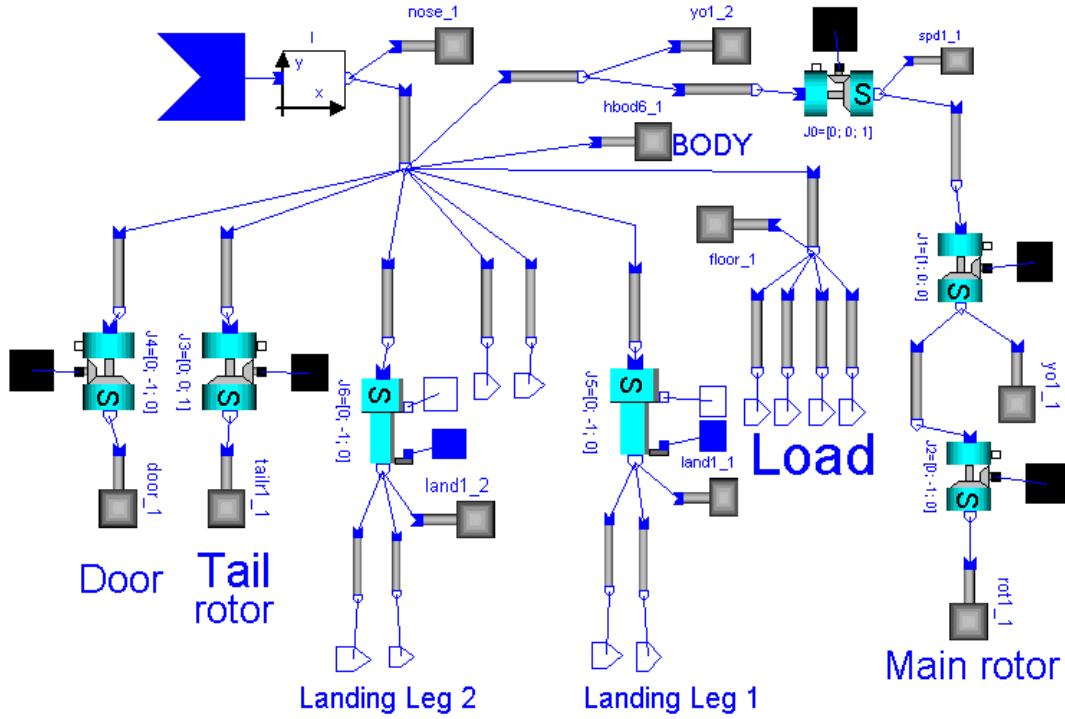 nose_1
yo1_2
I
y
x
spd1_1
S
J0=[0; 0; 1]
hbod6_1
BODY
floor_1
J1=[1; 0; 0]
S
J4=[0; -1; 0]
S
J3=[0; 0; 1]
S
J6=[0; -1; 0]
S
J5=[0; -1; 0]
S
yo1_1
Load
J2=[0; -1; 0]
S
door_1
tailr1_1
land1_2
land1_1
Door
Tail
rotor
rot1_1
Main rotor
Landing Leg 2
Landing Leg 1